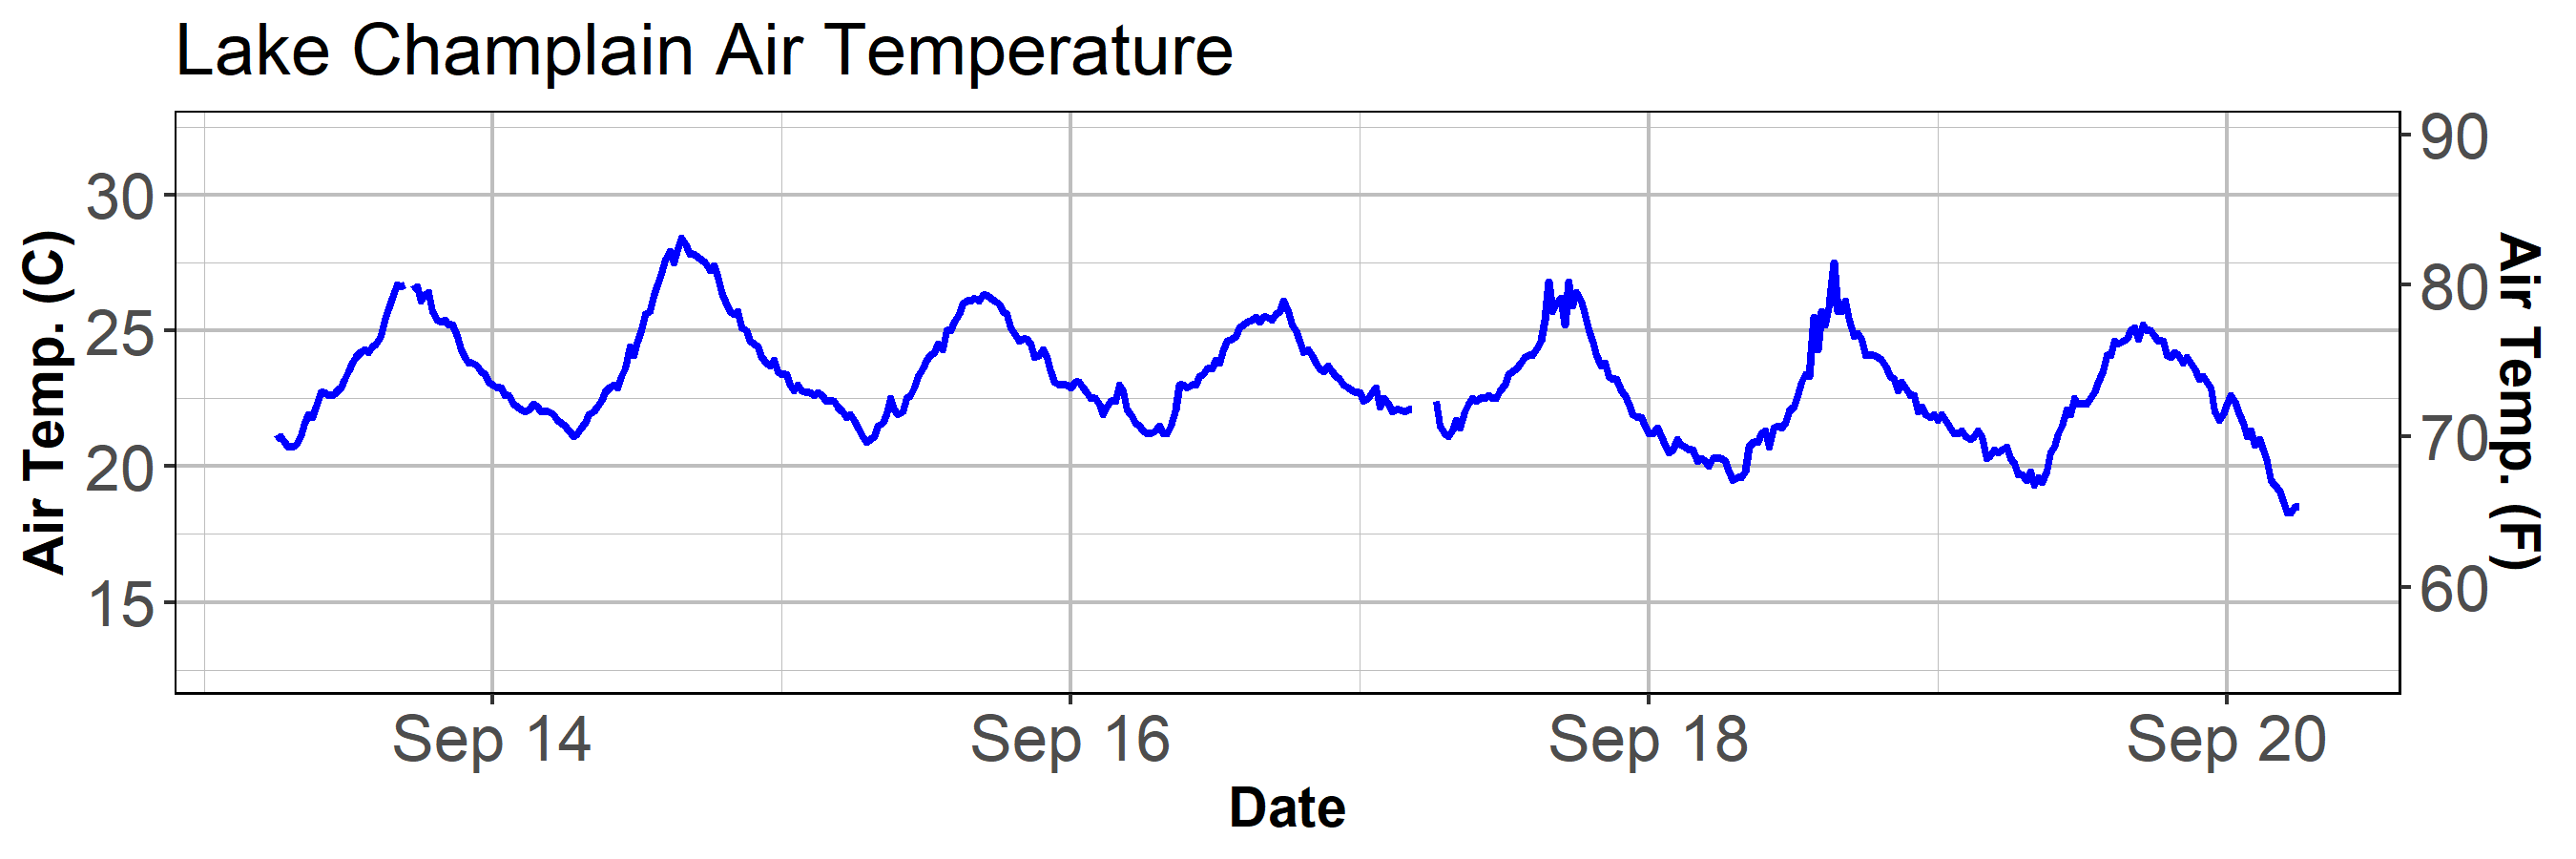 Lake Champlain Air Temperature
Air Temp. (C)
30
25
20
15
90
80
70
60
Air Temp. (F)
Sep 14
Sep 16
Sep 18
Sep 20
Date